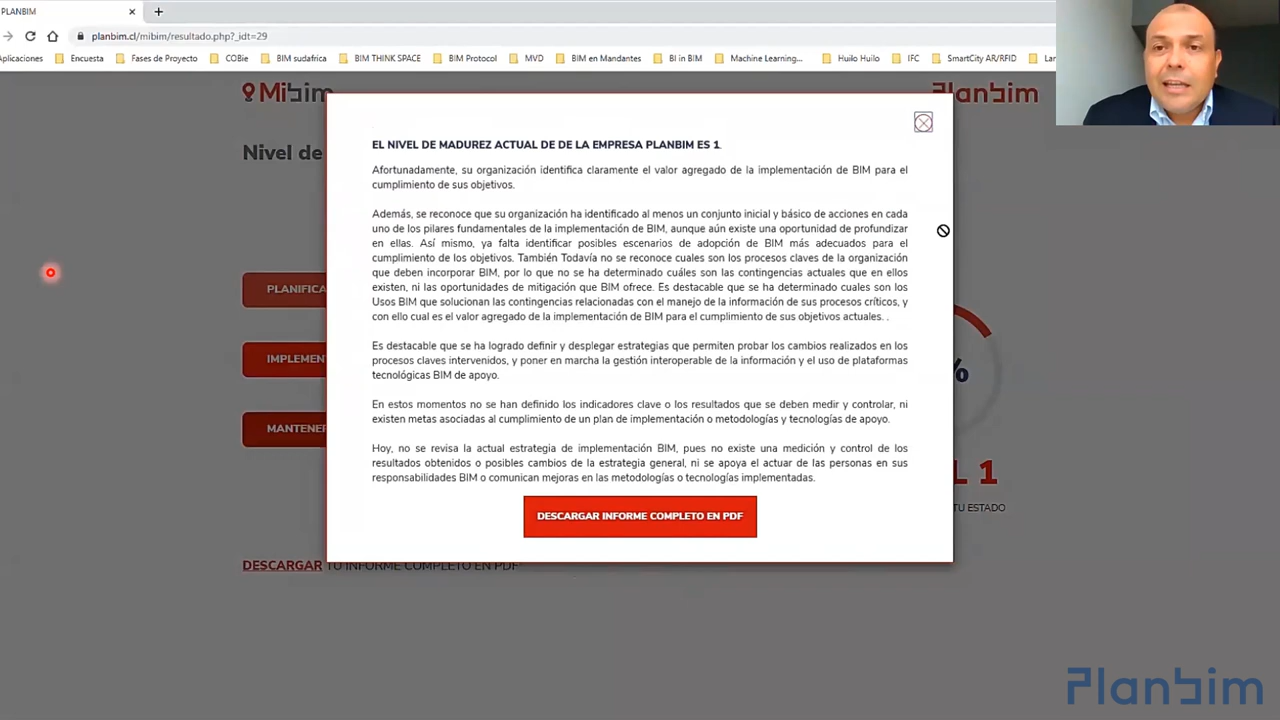 PLANBIM
planbim.cl/mibim/resultado.php?_idt=29
Aplicaciones Encuesta Fases de Proyecto COBie BIM sudafrica BIM THINK SPACE BIM Protocol MVD BIM en Mandantes BI in BIM Machine Learning... Huilo Huilo IFC SmartCity AR/RFID Lan
Mibim Planbim
Nivel de
EL NIVEL DE MADUREZ ACTUAL DE DE LA EMPRESA PLANBIM ES 1.
Afortunadamente, su organización identifica claramente el valor agregado de la implementación de BIM para el
cumplimiento de sus objetivos.
Además, se reconoce que su organización ha identificado al menos un conjunto inicial y básico de acciones en cada
uno de los pilares fundamentales de la implementación de BIM, aunque aún existe una oportunidad de profundizar
en ellas. Así mismo, ya falta identificar posibles escenarios de adopción de BIM más adecuados para el
cumplimiento de los objetivos. También Todavía no se reconoce cuales son los procesos claves de la organización
que deben incorporar BIM, por lo que no se ha determinado cuáles son las contingencias actuales que en ellos
existen, ni las oportunidades de mitigación que BIM ofrece. Es destacable que se ha determinado cuales son los
Usos BIM que solucionan las contingencias relacionadas con el manejo de la información de sus procesos críticos, y
con ello cual es el valor agregado de la implementación de BIM para el cumplimiento de sus objetivos actuales. .
Es destacable que se ha logrado definir y desplegar estrategias que permiten probar los cambios realizados en los
procesos claves intervenidos, y poner en marcha la gestión interoperable de la información y el uso de plataformas
tecnológicas BIM de apoyo.
En estos momentos no se han definido los indicadores clave o los resultados que se deben medir y controlar, ni
existen metas asociadas al cumplimiento de un plan de implementación o metodologías y tecnologías de apoyo.
Hoy, no se revisa la actual estrategia de implementación BIM, pues no existe una medición y control de los
resultados obtenidos o posibles cambios de la estrategia general, ni se apoya el actuar de las personas en sus
responsabilidades BIM o comunican mejoras en las metodologías o tecnologías implementadas.
DESCARGAR INFORME COMPLETO EN PDF
PLANIFICA
IMPLEMEN
MANTENER
%
L 1
TU ESTADO
DESCARGAR TU INFORME COMPLETO EN PDF
Planbim